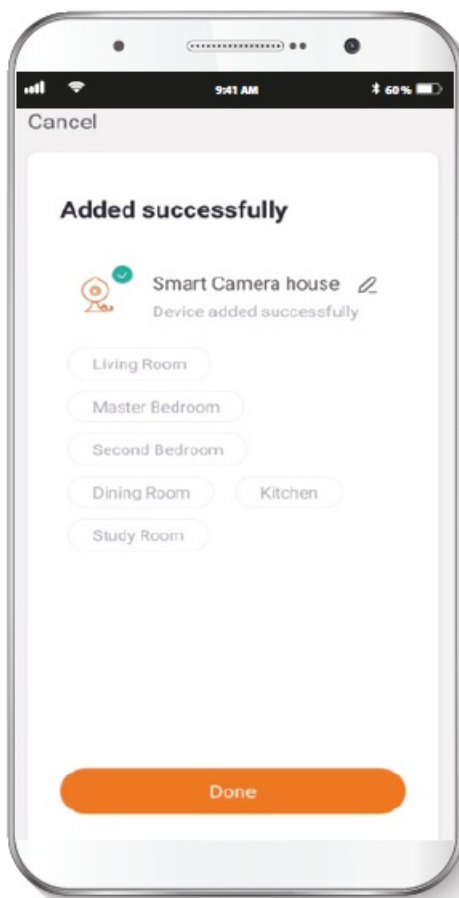 9:41 AM
60%
Cancel
Added successfully
Smart Camera house
Device added successfully
Living Room
Master Bedroom
Second Bedroom
Dining Room Kitchen
Study Room
Done